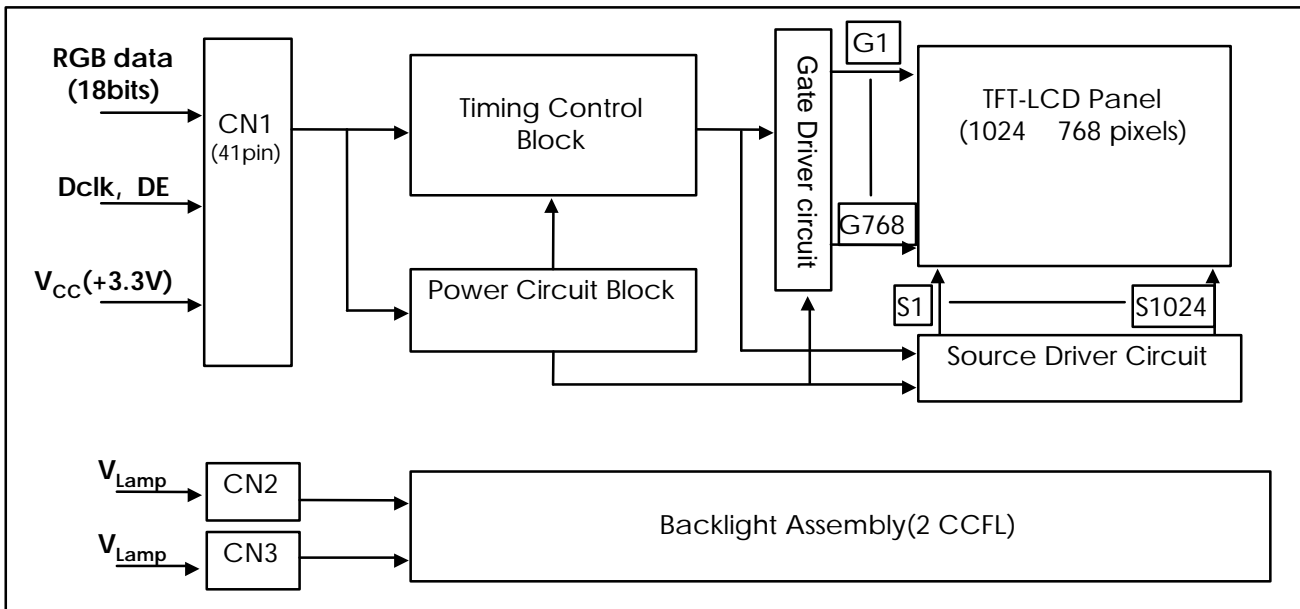 RGB data
(18bits)
Dclk, DE
VCC(+3.3V)
CN1
(41pin)
Timing Control
Block
Power Circuit Block
Gate Driver circuit
G1
G768
TFT-LCD Panel
(1024 768 pixels)
S1
S1024
Source Driver Circuit
VLamp
CN2
VLamp
CN3
Backlight Assembly(2 CCFL)